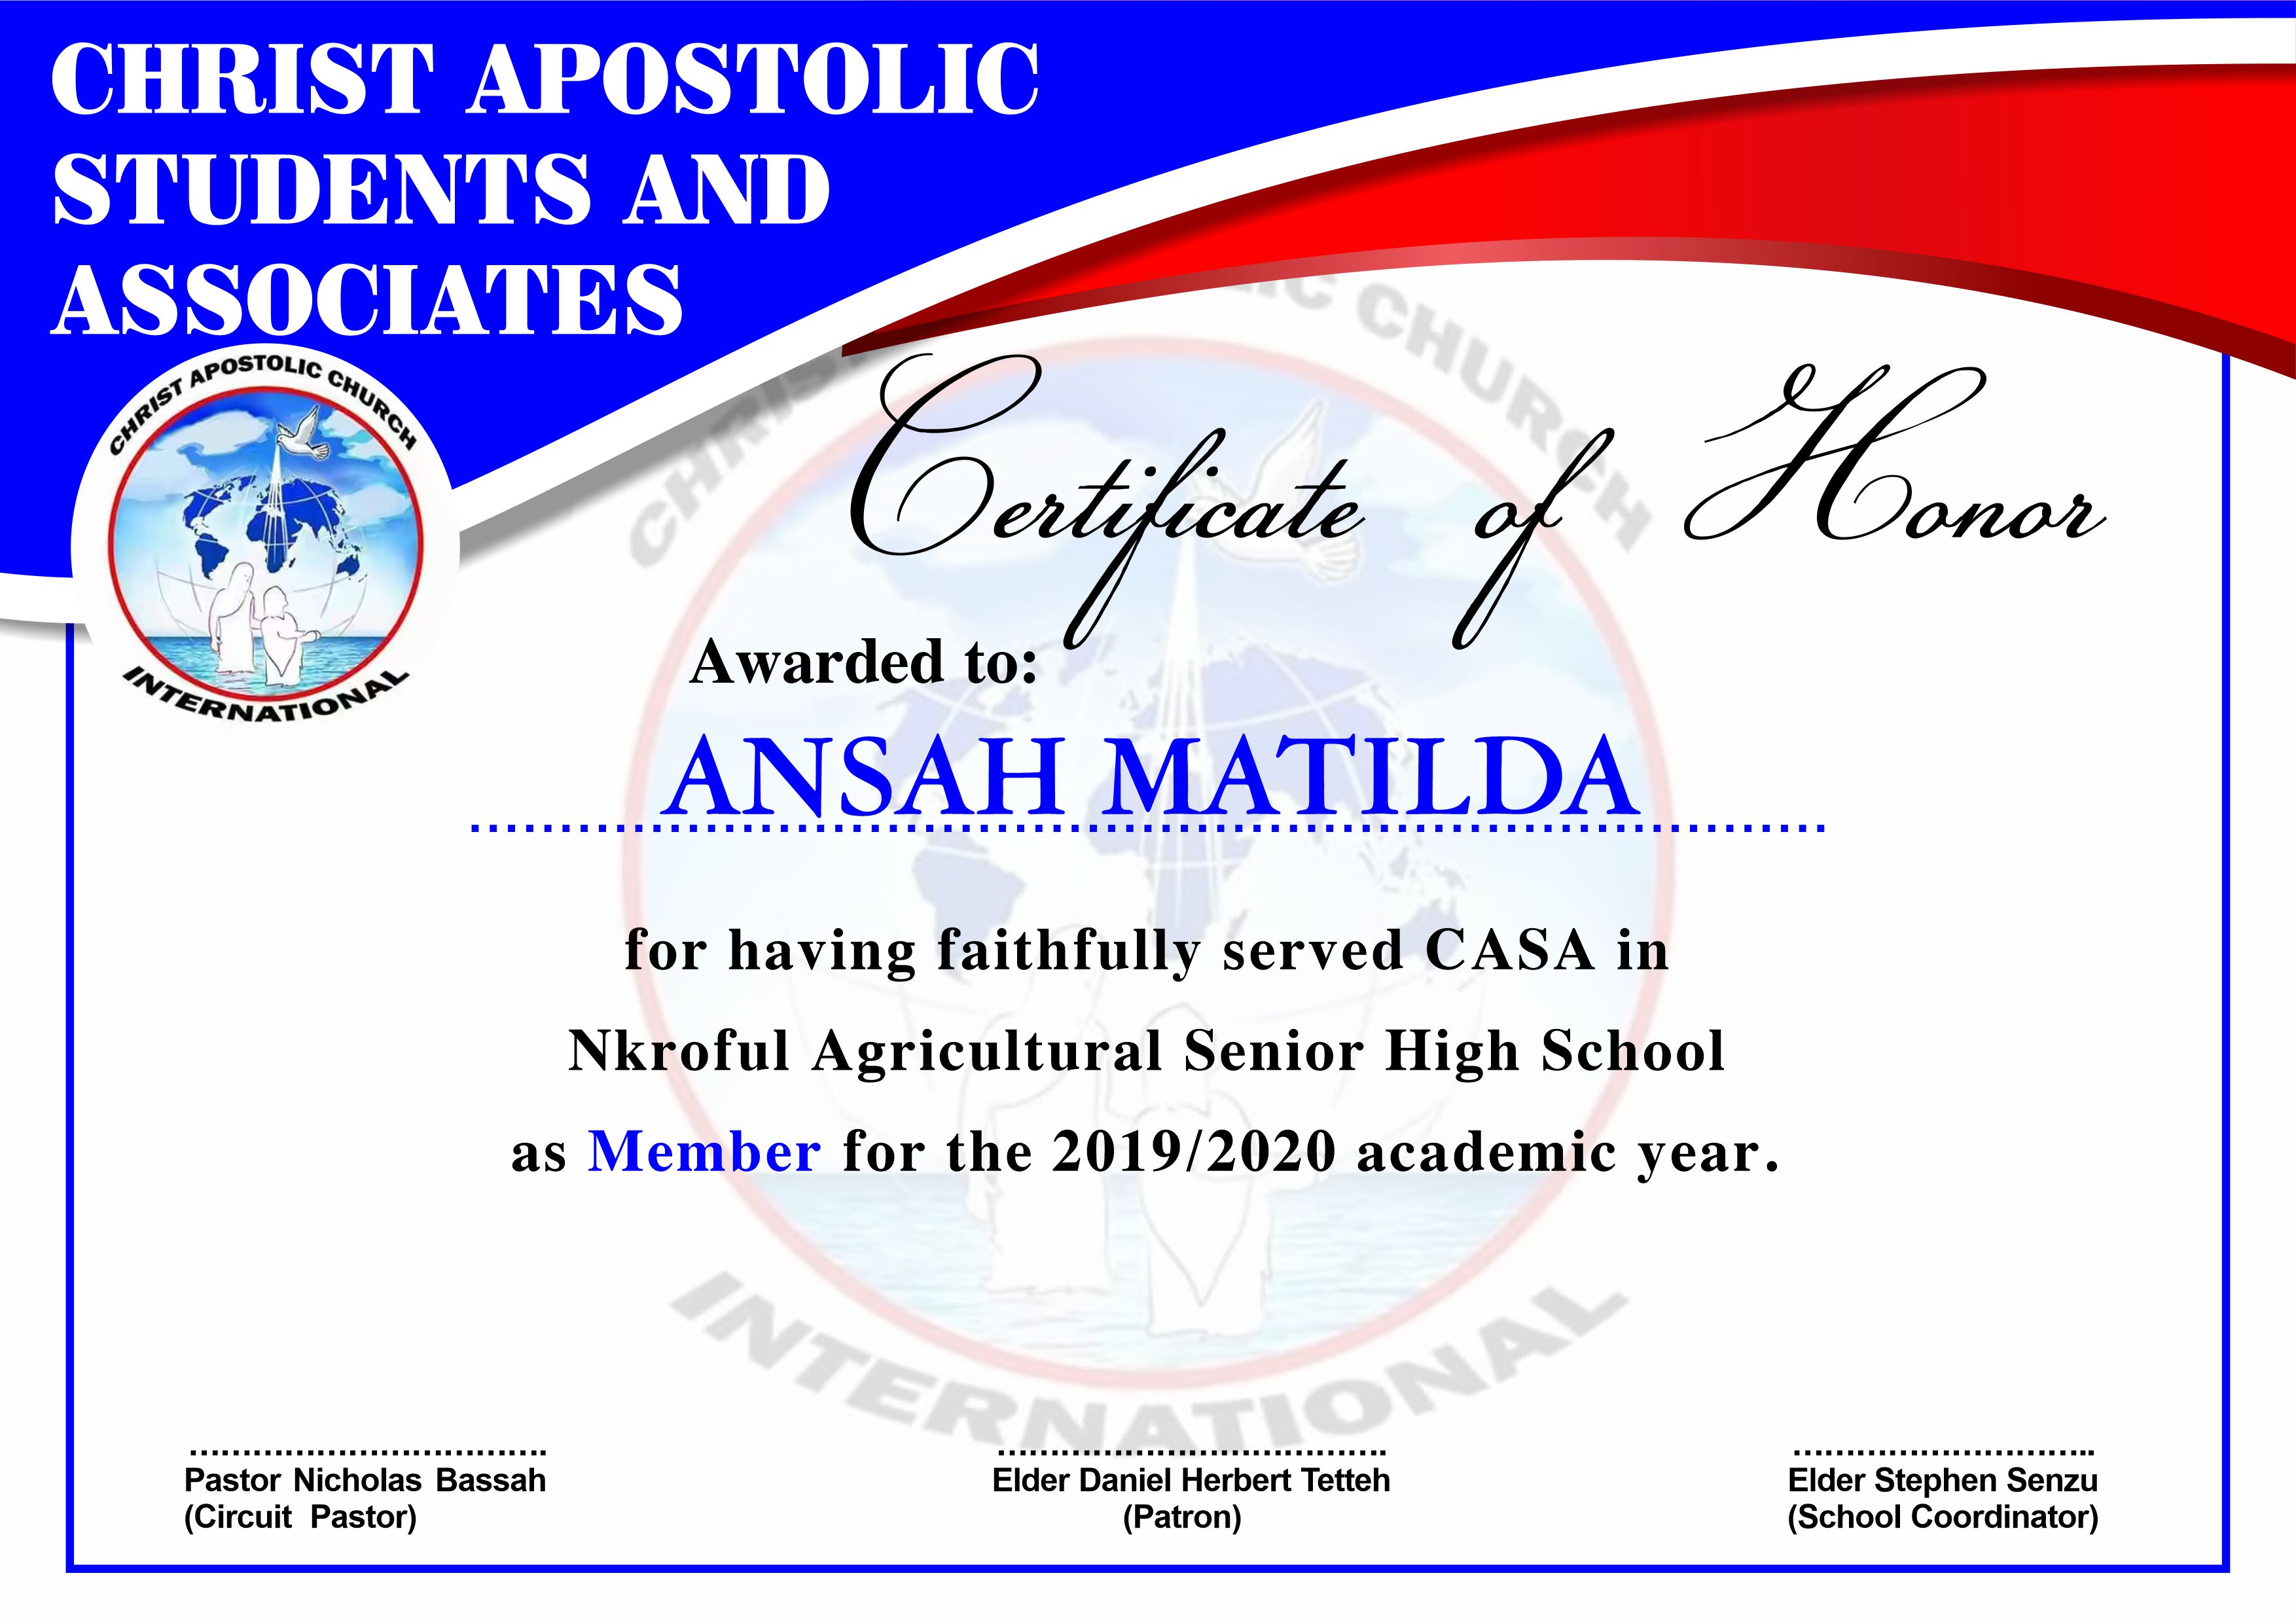 CHRIST APOSTOLIC
STUDENTS AND
ASSOCIATES
CHRIST APOSTOLIC CHURCH
INTERNATIONAL
Certificate of Honor
Awarded to:
ANSAH MATILDA
for having faithfully served CASA in
Nkroful Agricultural Senior High School
as Member for the 2019/2020 academic year.
CHRIST
IC CHURCH
INTERNATIONAL
Pastor Nicholas Bassah
(Circuit Pastor)
Elder Daniel Herbert Tetteh
(Patron)
Elder Stephen Senzu
(School Coordinator)